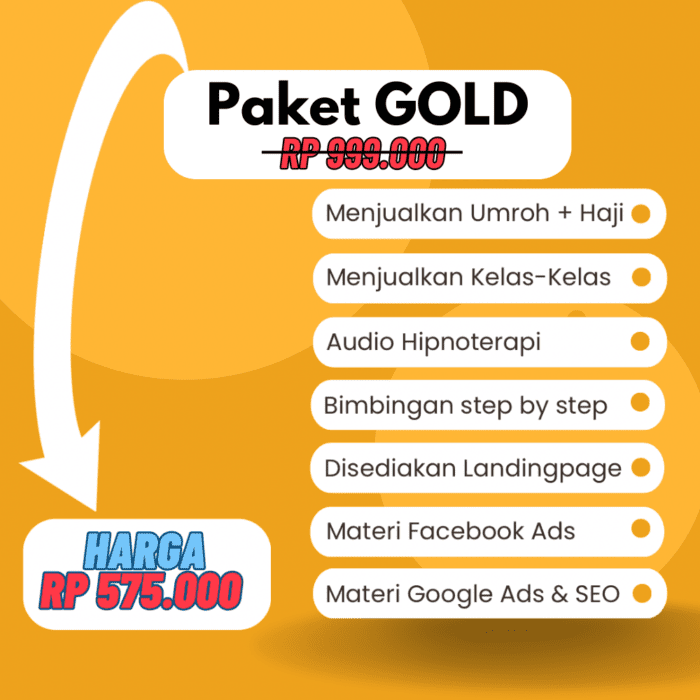 Paket GOLD
RP 999.000
Menjualkan Umroh + Haji
Menjualkan Kelas-Kelas
Audio Hipnoterapi
Bimbingan step by step
Disediakan Landingpage
Materi Facebook Ads
Materi Google Ads & SEO
HARGA
RP 575.000